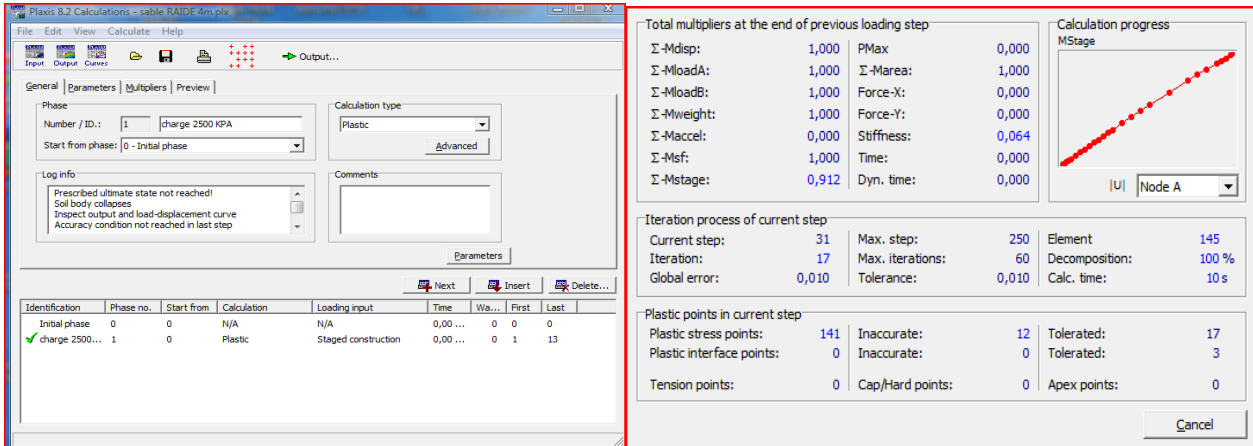 Plaxis 8.2 Calculations - sable RAIDE 4m.plx
File Edit View Calculate Help
Input Output Curves Output...
General Parameters Multipliers Preview
Phase
Number / ID.: 1 charge 2500 KPA
Start from phase: 0 - Initial phase
Calculation type
Plastic
Advanced
Log info
Prescribed ultimate state not reached!
Soil body collapses
Inspect output and load-displacement curve
Accuracy condition not reached in last step
Comments
Parameters
Next Insert Delete...
Identification Phase no. Start from Calculation Loading input Time Wa... First Last
Initial phase 0 0 N/A N/A 0,00 ... 0 0 0
charge 2500... 1 0 Plastic Staged construction 0,00 ... 0 1 13
Total multipliers at the end of previous loading step
Σ-Mdisp: 1,000 PMax 0,000
Σ-MloadA: 1,000 Σ-Marea: 1,000
Σ-MloadB: 1,000 Force-X: 0,000
Σ-Mweight: 1,000 Force-Y: 0,000
Σ-Maccel: 0,000 Stiffness: 0,064
Σ-Msf: 1,000 Time: 0,000
Σ-Mstage: 0,912 Dyn. time: 0,000
Calculation progress
MStage
|U| Node A
Iteration process of current step
Current step: 31 Max. step: 250 Element 145
Iteration: 17 Max. iterations: 60 Decomposition: 100 %
Global error: 0,010 Tolerance: 0,010 Calc. time: 10 s
Plastic points in current step
Plastic stress points: 141 Inaccurate: 12 Tolerated: 17
Plastic interface points: 0 Inaccurate: 0 Tolerated: 3
Tension points: 0 Cap/Hard points: 0 Apex points: 0
Cancel